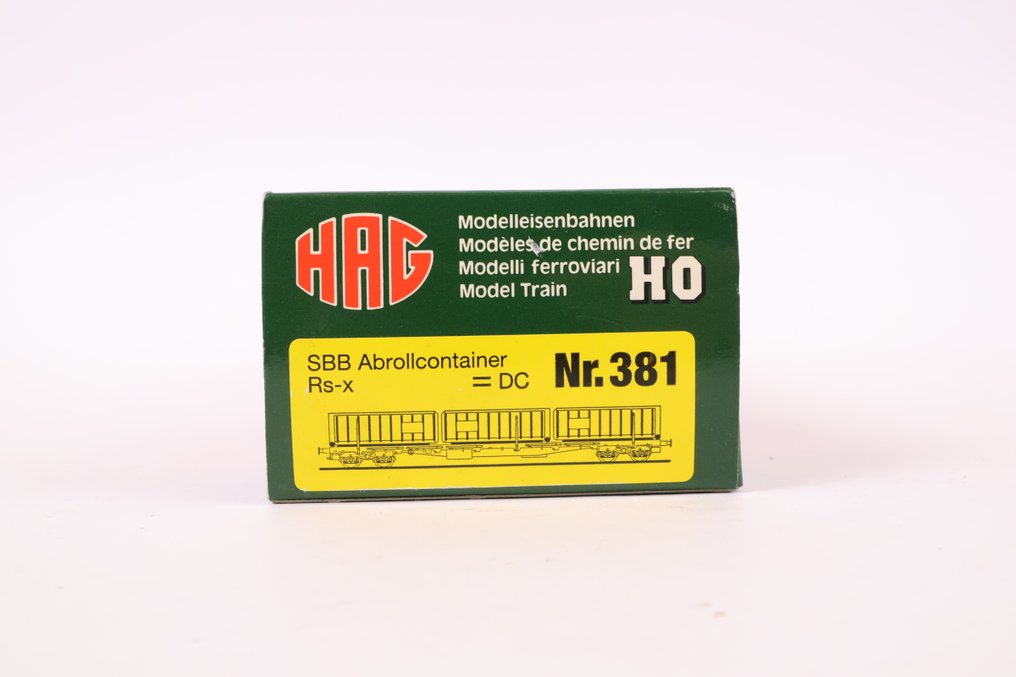 HAG
Modelleisenbahnen
Modèles de chemin de fer
Modelli ferroviari
Model Train
HO
SBB Abrollcontainer
Rs-x = DC
Nr. 381